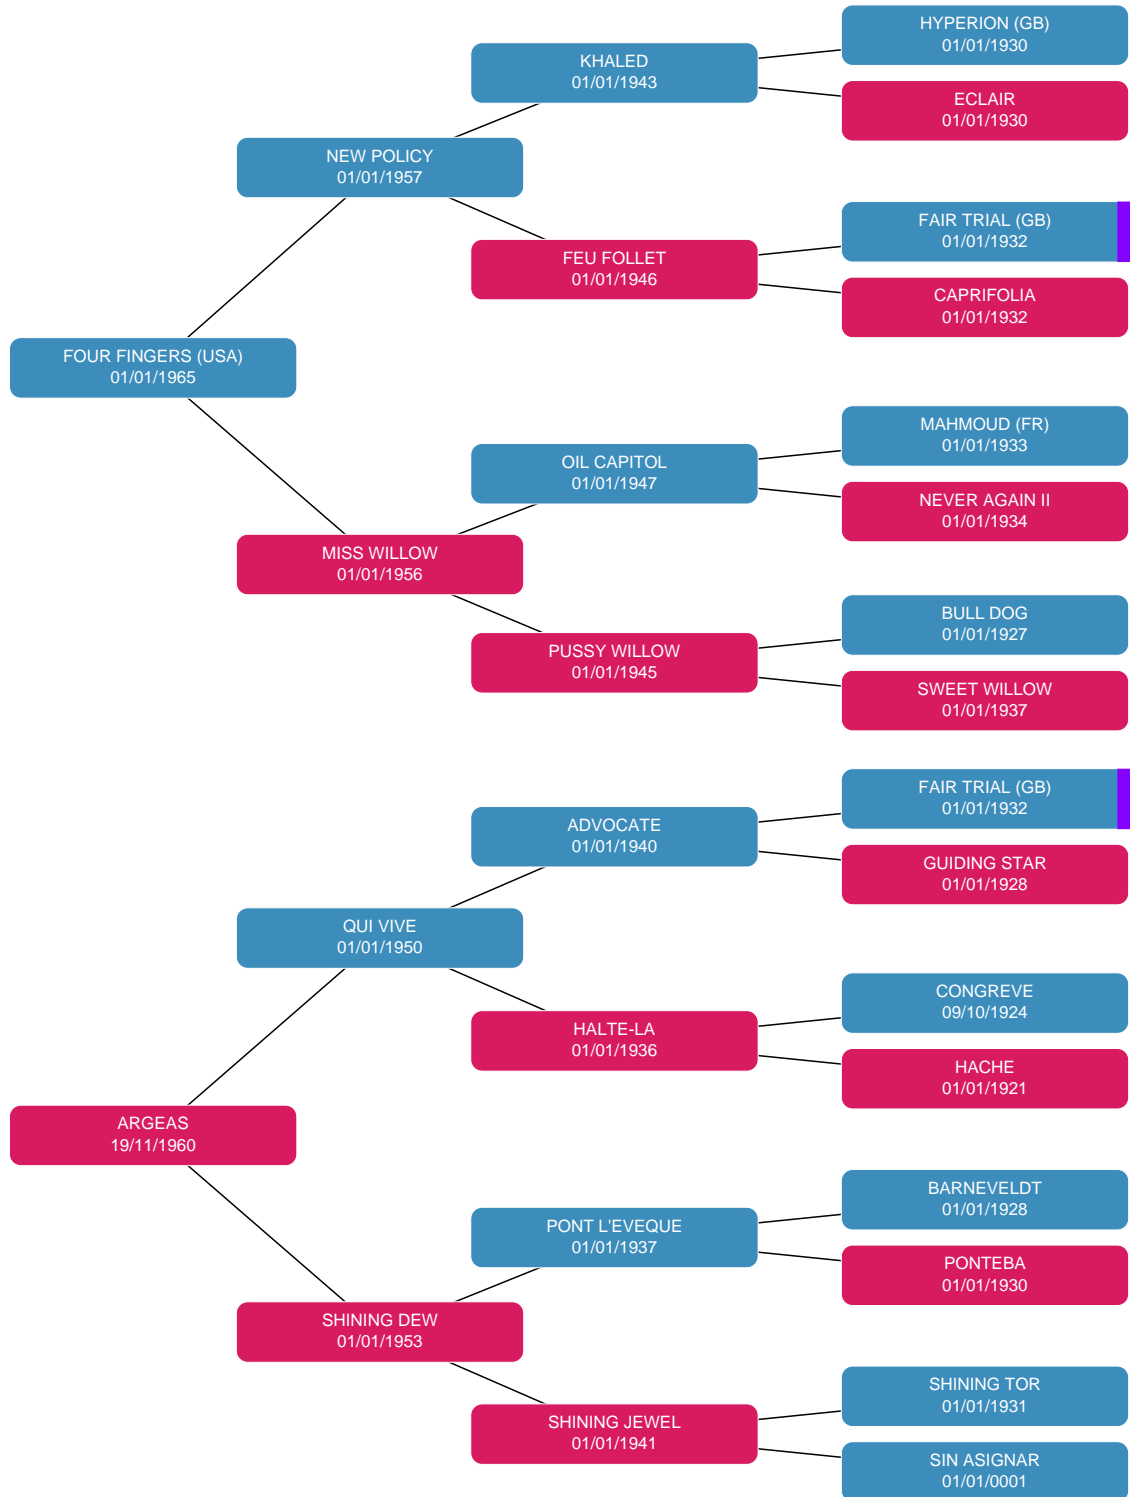 HYPERION (GB)
01/01/1930
KHALED
01/01/1943
ECLAIR
01/01/1930
NEW POLICY
01/01/1957
FAIR TRIAL (GB)
01/01/1932
FEU FOLLET
01/01/1946
CAPRIFOLIA
01/01/1932
FOUR FINGERS (USA)
01/01/1965
MAHMOUD (FR)
01/01/1933
OIL CAPITOL
01/01/1947
NEVER AGAIN II
01/01/1934
MISS WILLOW
01/01/1956
BULL DOG
01/01/1927
PUSSY WILLOW
01/01/1945
SWEET WILLOW
01/01/1937
FAIR TRIAL (GB)
01/01/1932
ADVOCATE
01/01/1940
GUIDING STAR
01/01/1928
QUI VIVE
01/01/1950
CONGREVE
09/10/1924
HALTE-LA
01/01/1936
HACHE
01/01/1921
ARGEAS
19/11/1960
BARNEVELDT
01/01/1928
PONT L'EVEQUE
01/01/1937
PONTEBA
01/01/1930
SHINING DEW
01/01/1953
SHINING TOR
01/01/1931
SHINING JEWEL
01/01/1941
SIN ASIGNAR
01/01/0001